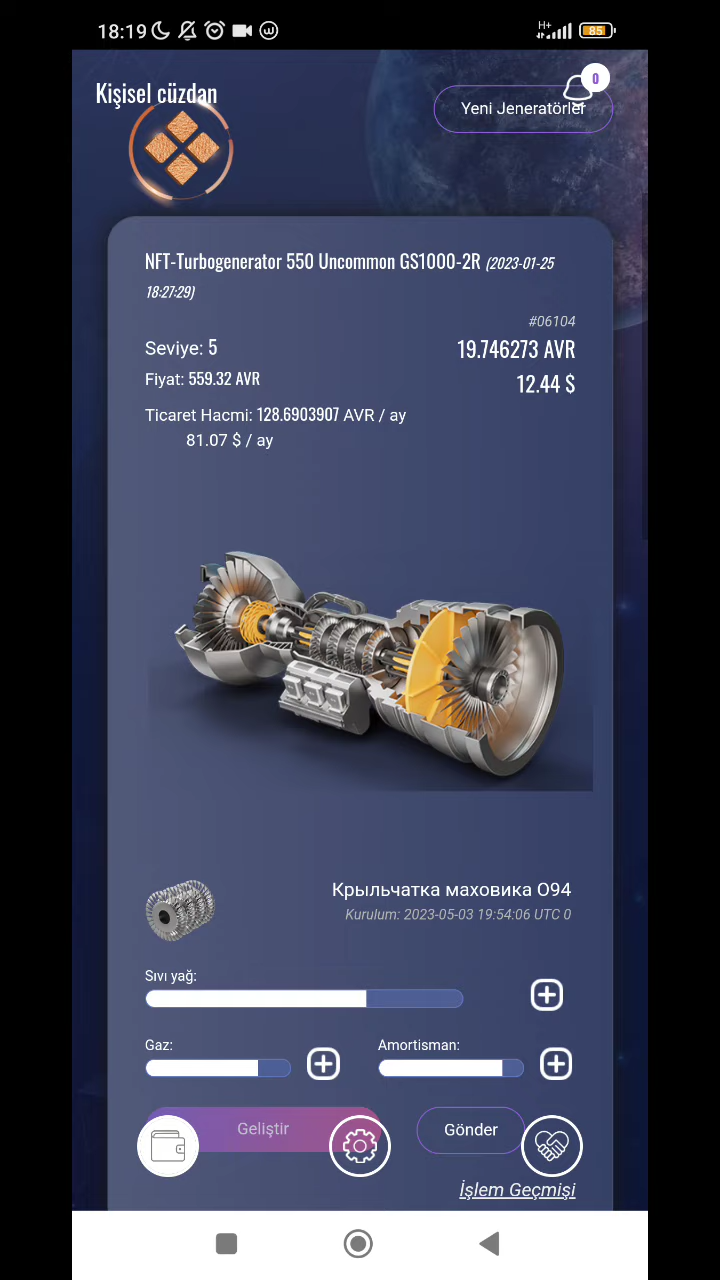 18:19
H+
85
Kişisel cüzdan
0
Yeni Jeneratörler
NFT-Turbogenerator 550 Uncommon GS1000-2R (2023-01-25
18:27:29)
#06104
Seviye: 5
19.746273 AVR
Fiyat: 559.32 AVR
12.44 $
Ticaret Hacmi: 128.6903907 AVR / ay
81.07 $ / ay
Крыльчатка маховика O94
Kurulum: 2023-05-03 19:54:06 UTC 0
Sıvı yağ:
Gaz:
Amortisman:
Geliştir
Gönder
İşlem Geçmişi